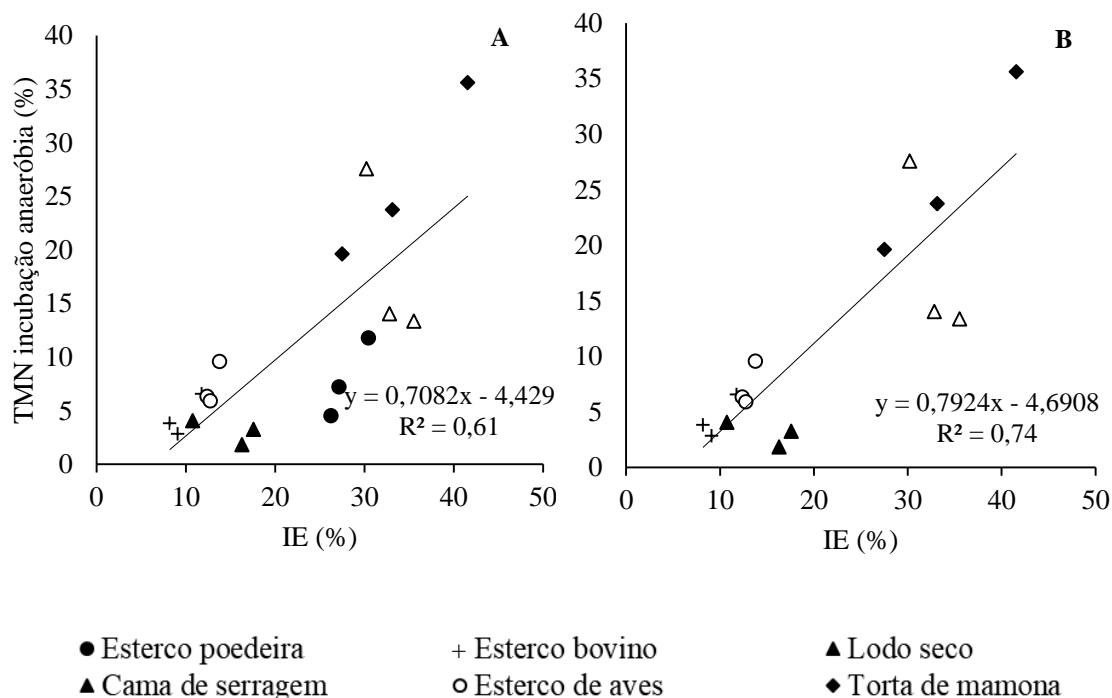 A
B
TMN incubação anaeróbia (%)
40
35
30
25
20
15
10
5
0
0 10 20 30 40 50
IE (%)
y = 0,7082x - 4,429
R² = 0,61
40
35
30
25
20
15
10
5
0
0 10 20 30 40 50
IE (%)
y = 0,7924x - 4,6908
R² = 0,74
Esterco poedeira Esterco bovino Lodo seco
Cama de serragem Esterco de aves Torta de mamona